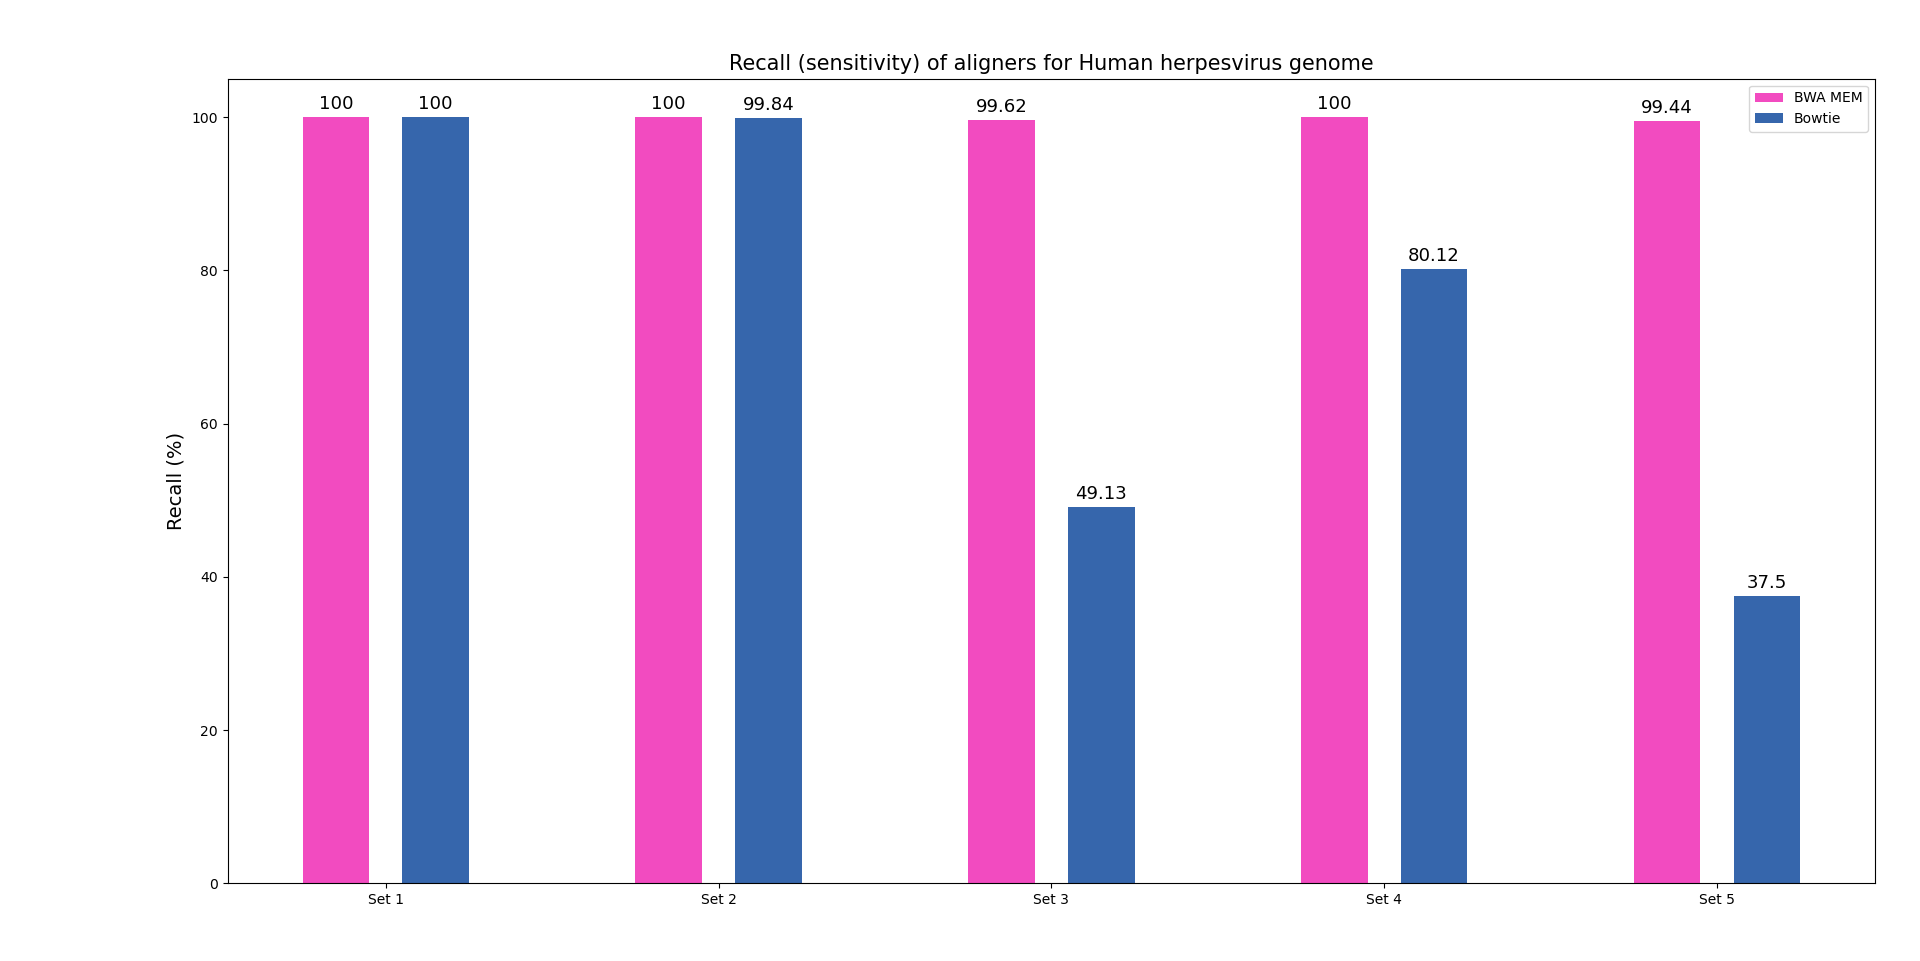 Recall (sensitivity) of aligners for Human herpesvirus genome
BWA MEM
Bowtie
100
100
100
99.84
99.62
49.13
100
80.12
99.44
37.5
Recall (%)
100
80
60
40
20
0
Set 1
Set 2
Set 3
Set 4
Set 5